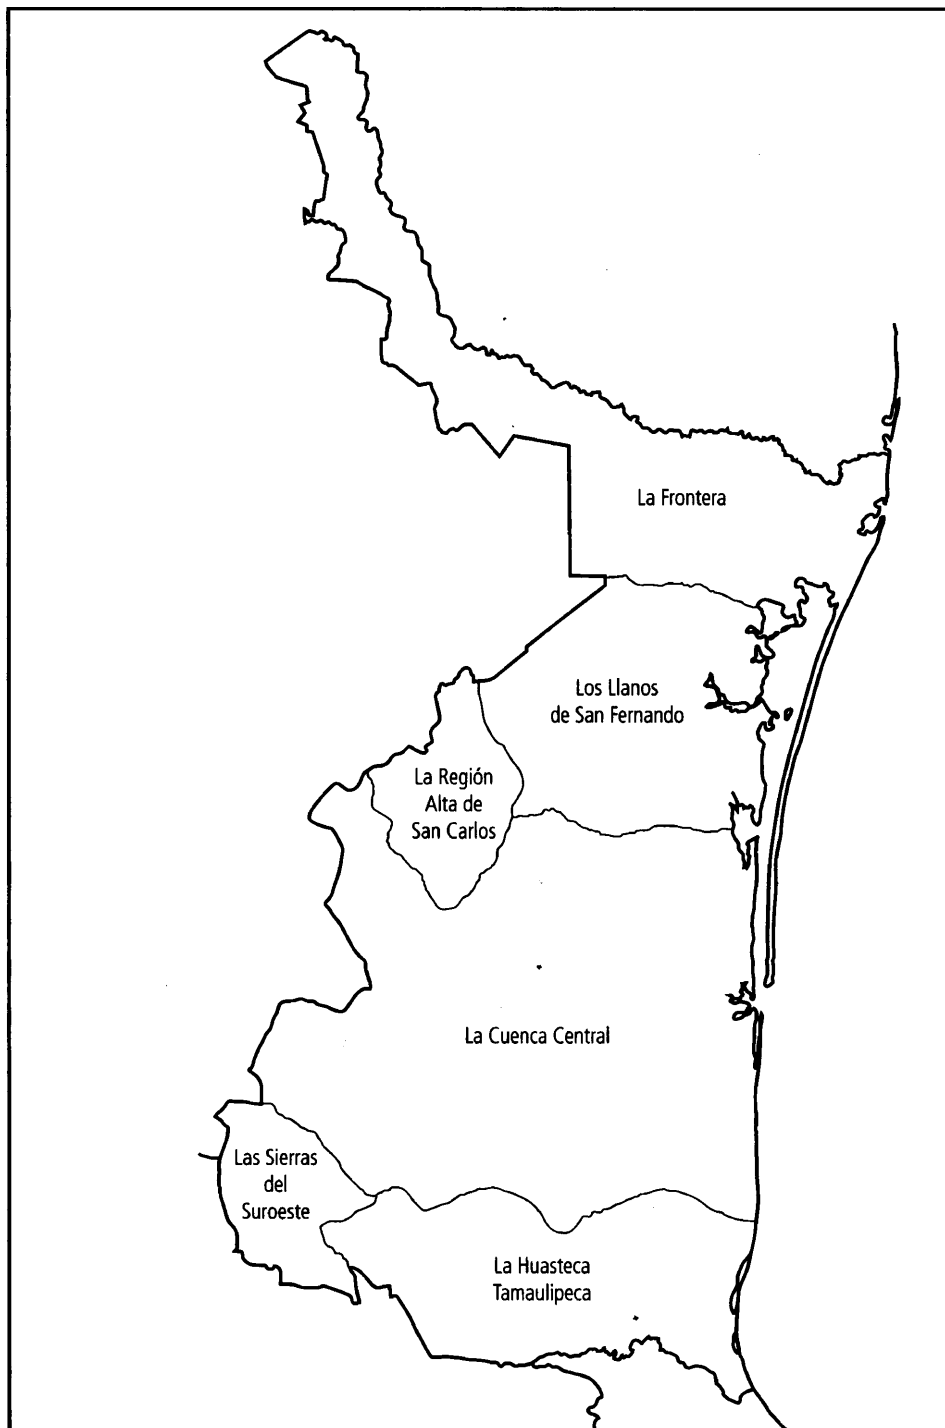 La Frontera
Los Llanos
de San Fernando
La Región
Alta de
San Carlos
La Cuenca Central
Las Sierras
del
Suroeste
La Huasteca
Tamaulipeca